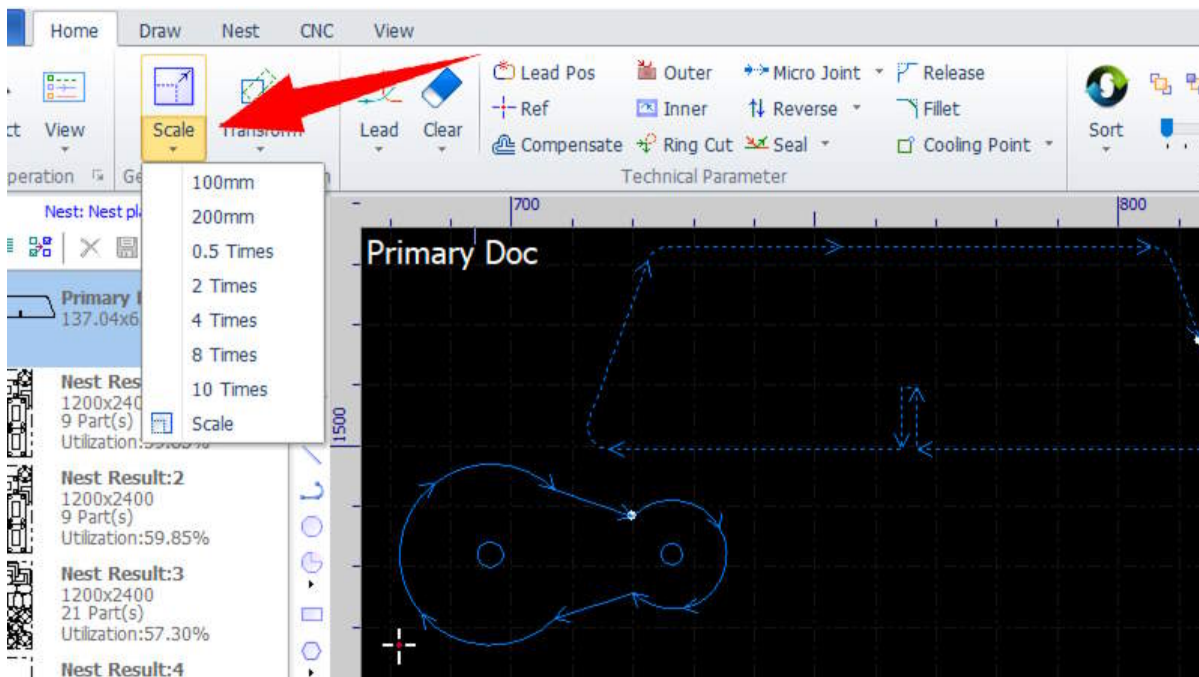 Home Draw Nest CNC View
Lead Pos Outer Micro Joint Release
Ref Inner Reverse Fillet
View Scale Lead Clear Sort
Compensate Ring Cut Seal Cooling Point
Technical Parameter
100mm
Nest: Nest
200mm
700 800
0.5 Times
Primary Doc
2 Times
Primary
137.04x6
4 Times
8 Times
Nest Res
10 Times
1200x240
9 Part(s)
Scale
1500
Utilization:
Nest Result:2
1200x2400
9 Part(s)
Utilization:59.85%
Nest Result:3
1200x2400
21 Part(s)
Utilization:57.30%
Nest Result:4